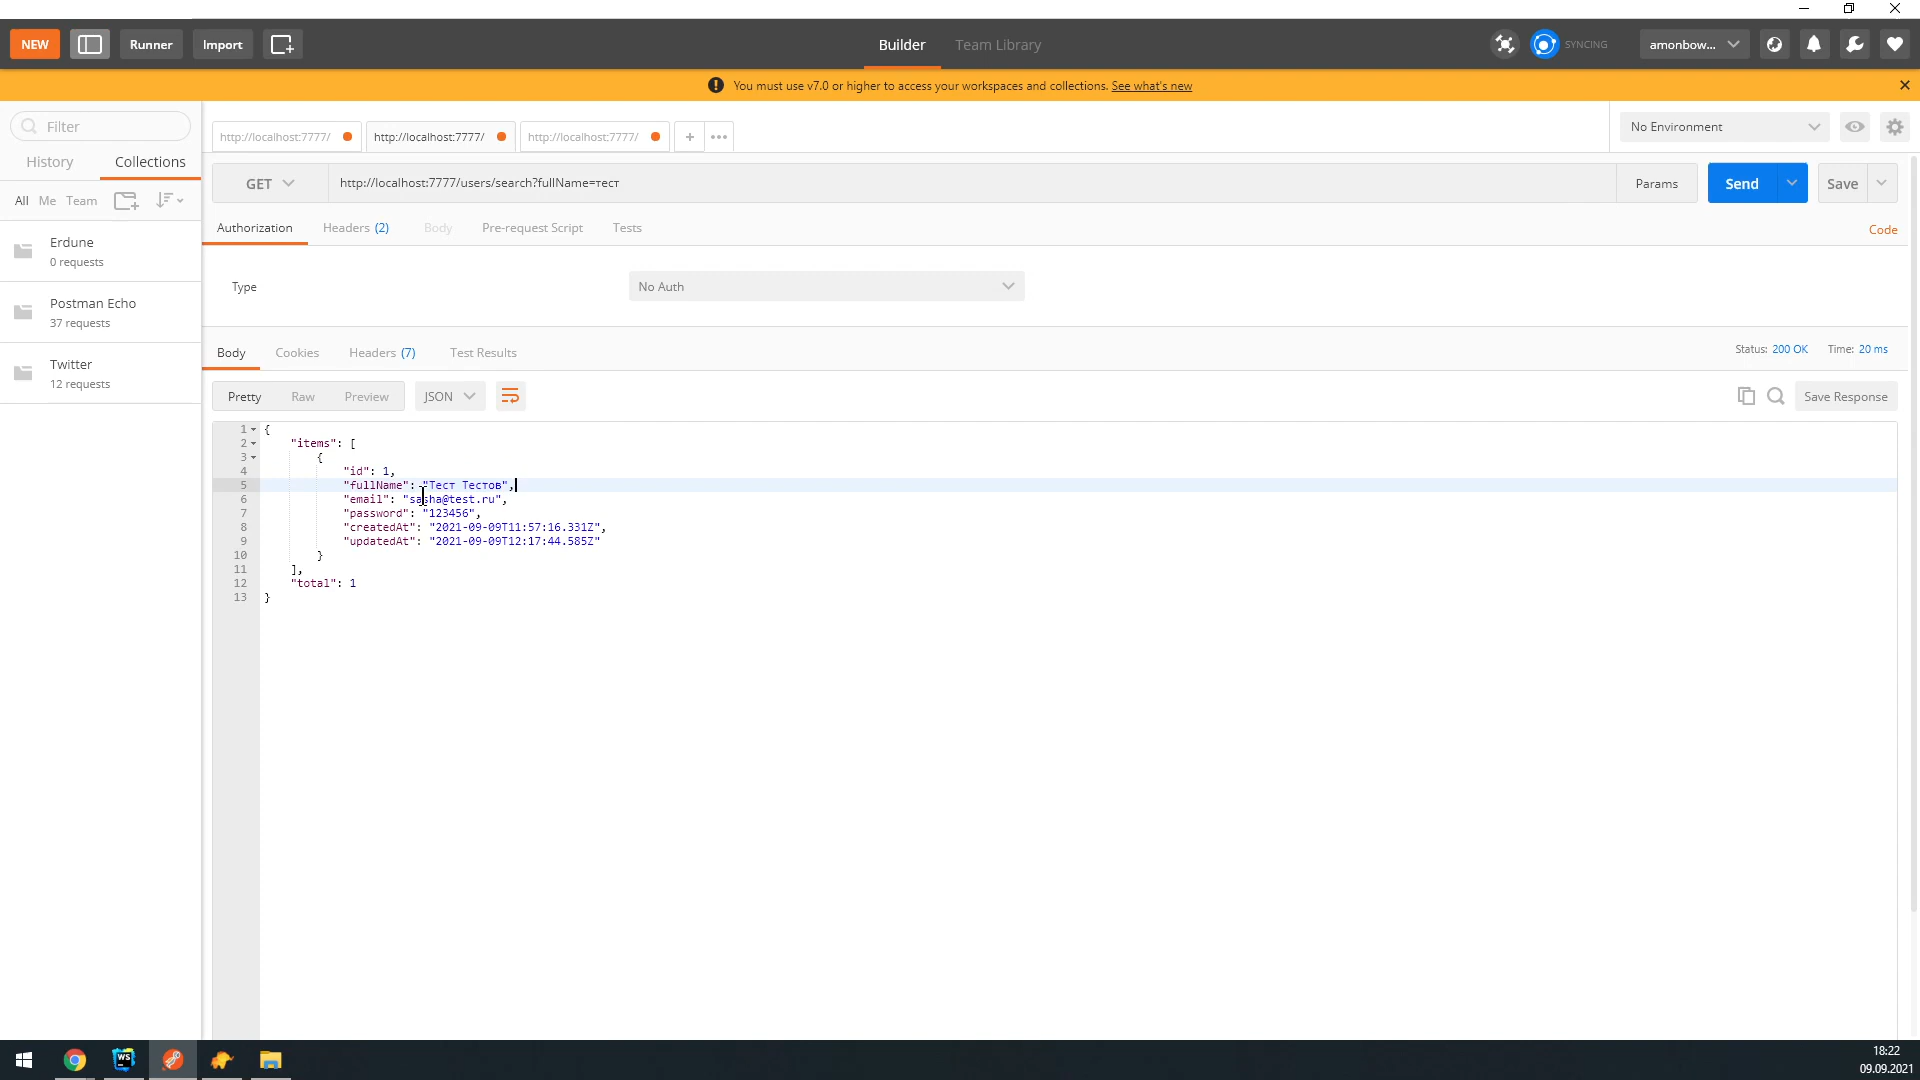 NEW
Runner
Import
Builder
Team Library
SYNCING
amonbow...
You must use v7.0 or higher to access your workspaces and collections. See what's new
Filter
History
Collections
All Me Team
Erdune
0 requests
Postman Echo
37 requests
Twitter
12 requests
http://localhost:7777/
http://localhost:7777/
http://localhost:7777/
No Environment
GET
http://localhost:7777/users/search?fullName=тест
Params
Send
Save
Authorization
Headers (2)
Body
Pre-request Script
Tests
Code
Type
No Auth
Body
Cookies
Headers (7)
Test Results
Status: 200 OK
Time: 20 ms
Pretty
Raw
Preview
JSON
Save Response
1 {
2 "items": [
3 {
4 "id": 1,
5 "fullName": "Тест Тестов",
6 "email": "sasha@test.ru",
7 "password": "123456",
8 "createdAt": "2021-09-09T11:57:16.331Z",
9 "updatedAt": "2021-09-09T12:17:44.585Z"
10 }
11 ],
12 "total": 1
13 }
WS
18:22
09.09.2021